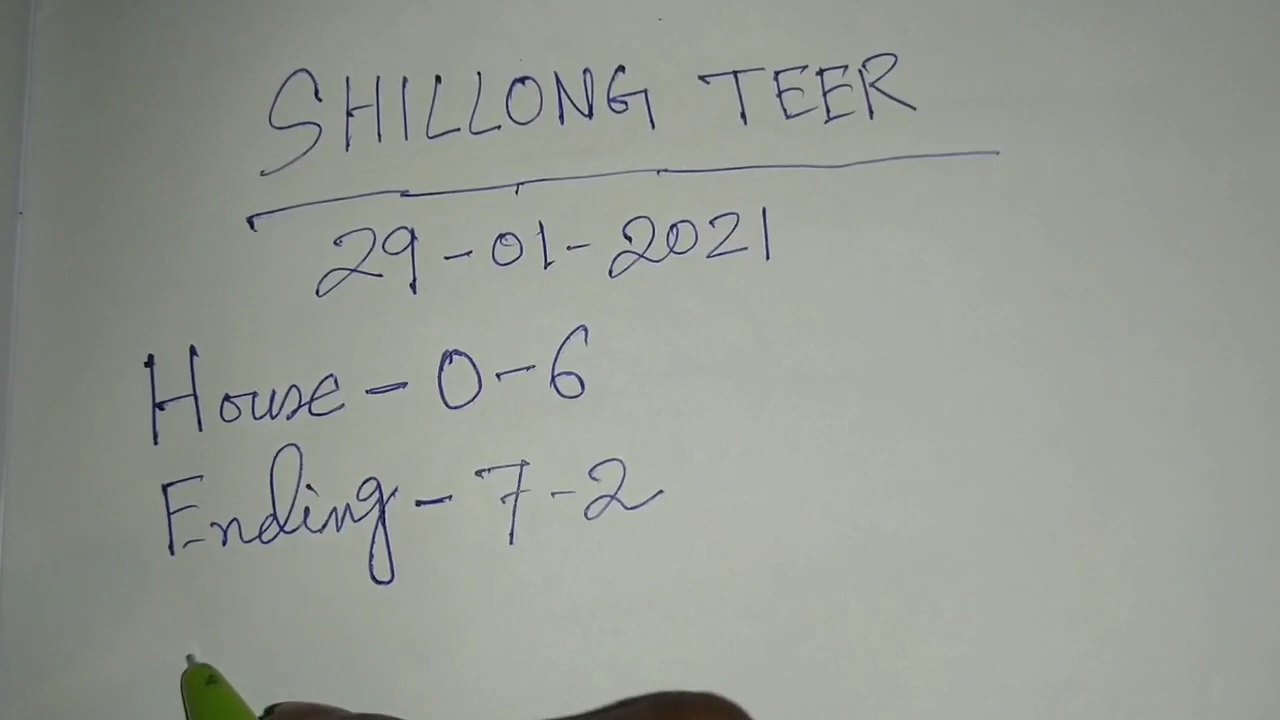 SHILLONG TEER
29-01-2021
House - 0-6
Ending - 7-2